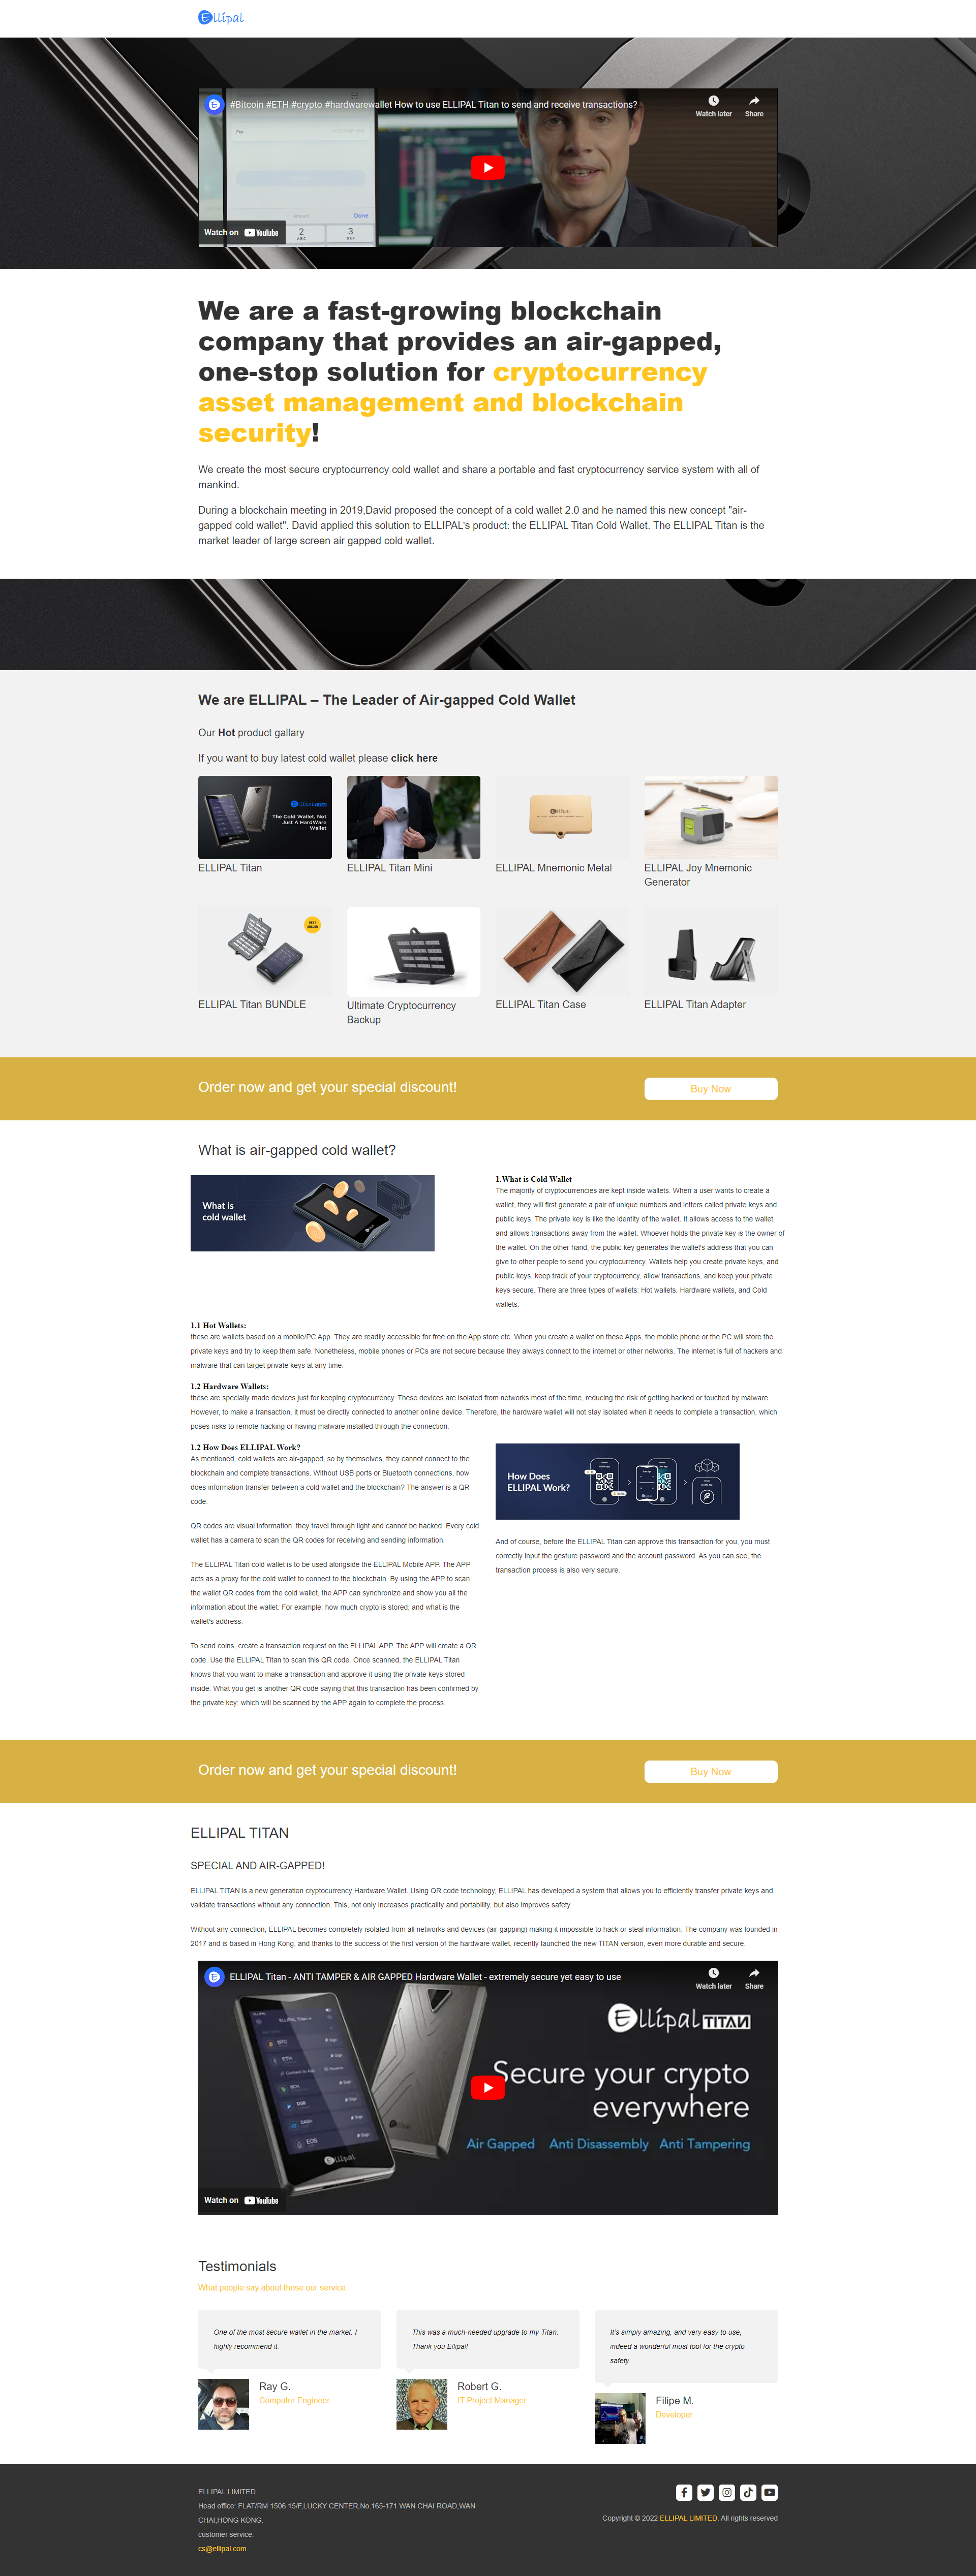 Ellipal
#Bitcoin #ETH #crypto #hardwarewallet How to use ELLIPAL Titan to send and receive transactions?
Watch later
Share
Done
2
ABC
3
DEF
Watch on YouTube
We are a fast-growing blockchain
company that provides an air-gapped,
one-stop solution for cryptocurrency
asset management and blockchain
security!
We create the most secure cryptocurrency cold wallet and share a portable and fast cryptocurrency service system with all of
mankind.
During a blockchain meeting in 2019,David proposed the concept of a cold wallet 2.0 and he named this new concept "air-
gapped cold wallet". David applied this solution to ELLIPAL's product: the ELLIPAL Titan Cold Wallet. The ELLIPAL Titan is the
market leader of large screen air gapped cold wallet.
We are ELLIPAL – The Leader of Air-gapped Cold Wallet
Our Hot product gallary
If you want to buy latest cold wallet please click here
The Cold Wallet, Not
Just A HardWare
Wallet
ELLIPAL Titan
ELLIPAL Titan Mini
Ellipal
ELLIPAL Mnemonic Metal
ELLIPAL Joy Mnemonic
Generator
BEST
SELLER
ELLIPAL Titan BUNDLE
Ultimate Cryptocurrency
Backup
ELLIPAL Titan Case
ELLIPAL Titan Adapter
Order now and get your special discount!
Buy Now
What is air-gapped cold wallet?
What is
cold wallet
1.What is Cold Wallet
The majority of cryptocurrencies are kept inside wallets. When a user wants to create a
wallet, they will first generate a pair of unique numbers and letters called private keys and
public keys. The private key is like the identity of the wallet. It allows access to the wallet
and allows transactions away from the wallet. Whoever holds the private key is the owner of
the wallet. On the other hand, the public key generates the wallet's address that you can
give to other people to send you cryptocurrency. Wallets help you create private keys, and
public keys, keep track of your cryptocurrency, allow transactions, and keep your private
keys secure. There are three types of wallets: Hot wallets, Hardware wallets, and Cold
wallets.
1.1 Hot Wallets:
these are wallets based on a mobile/PC App. They are readily accessible for free on the App store etc. When you create a wallet on these Apps, the mobile phone or the PC will store the
private keys and try to keep them safe. Nonetheless, mobile phones or PCs are not secure because they always connect to the internet or other networks. The internet is full of hackers and
malware that can target private keys at any time.
1.2 Hardware Wallets:
these are specially made devices just for keeping cryptocurrency. These devices are isolated from networks most of the time, reducing the risk of getting hacked or touched by malware.
However, to make a transaction, it must be directly connected to another online device. Therefore, the hardware wallet will not stay isolated when it needs to complete a transaction, which
poses risks to remote hacking or having malware installed through the connection.
1.2 How Does ELLIPAL Work?
As mentioned, cold wallets are air-gapped, so by themselves, they cannot connect to the
blockchain and complete transactions. Without USB ports or Bluetooth connections, how
does information transfer between a cold wallet and the blockchain? The answer is a QR
code.
QR codes are visual information, they travel through light and cannot be hacked. Every cold
wallet has a camera to scan the QR codes for receiving and sending information.
The ELLIPAL Titan cold wallet is to be used alongside the ELLIPAL Mobile APP. The APP
acts as a proxy for the cold wallet to connect to the blockchain. By using the APP to scan
the wallet QR codes from the cold wallet, the APP can synchronize and show you all the
information about the wallet. For example: how much crypto is stored, and what is the
wallet's address.
To send coins, create a transaction request on the ELLIPAL APP. The APP will create a QR
code. Use the ELLIPAL Titan to scan this QR code. Once scanned, the ELLIPAL Titan
knows that you want to make a transaction and approve it using the private keys stored
inside. What you get is another QR code saying that this transaction has been confirmed by
the private key; which will be scanned by the APP again to complete the process.
How Does
ELLIPAL Work?
And of course, before the ELLIPAL Titan can approve this transaction for you, you must
correctly input the gesture password and the account password. As you can see, the
transaction process is also very secure.
Order now and get your special discount!
Buy Now
ELLIPAL TITAN
SPECIAL AND AIR-GAPPED!
ELLIPAL TITAN is a new generation cryptocurrency Hardware Wallet. Using QR code technology, ELLIPAL has developed a system that allows you to efficiently transfer private keys and
validate transactions without any connection. This, not only increases practicality and portability, but also improves safety.
Without any connection, ELLIPAL becomes completely isolated from all networks and devices (air-gapping) making it impossible to hack or steal information. The company was founded in
2017 and is based in Hong Kong, and thanks to the success of the first version of the hardware wallet, recently launched the new TITAN version, even more durable and secure.
ELLIPAL Titan - ANTI TAMPER & AIR GAPPED Hardware Wallet - extremely secure yet easy to use
Watch later
Share
Ellipal TITAN
Secure your crypto
everywhere
Air Gapped Anti Disassembly Anti Tampering
BTC
ETH
EOS
Ellipal
Watch on YouTube
Testimonials
What people say about those our service
One of the most secure wallet in the market. I
highly recommend it.
Ray G.
Computer Engineer
This was a much-needed upgrade to my Titan.
Thank you Ellipal!
Robert G.
IT Project Manager
It's simply amazing, and very easy to use,
indeed a wonderful must tool for the crypto
safety.
Filipe M.
Developer
ELLIPAL LIMITED
Head office: FLAT/RM 1506 15/F,LUCKY CENTER,No.165-171 WAN CHAI ROAD,WAN
CHAI,HONG KONG.
customer service:
cs@ellipal.com
Copyright © 2022 ELLIPAL LIMITED. All rights reserved